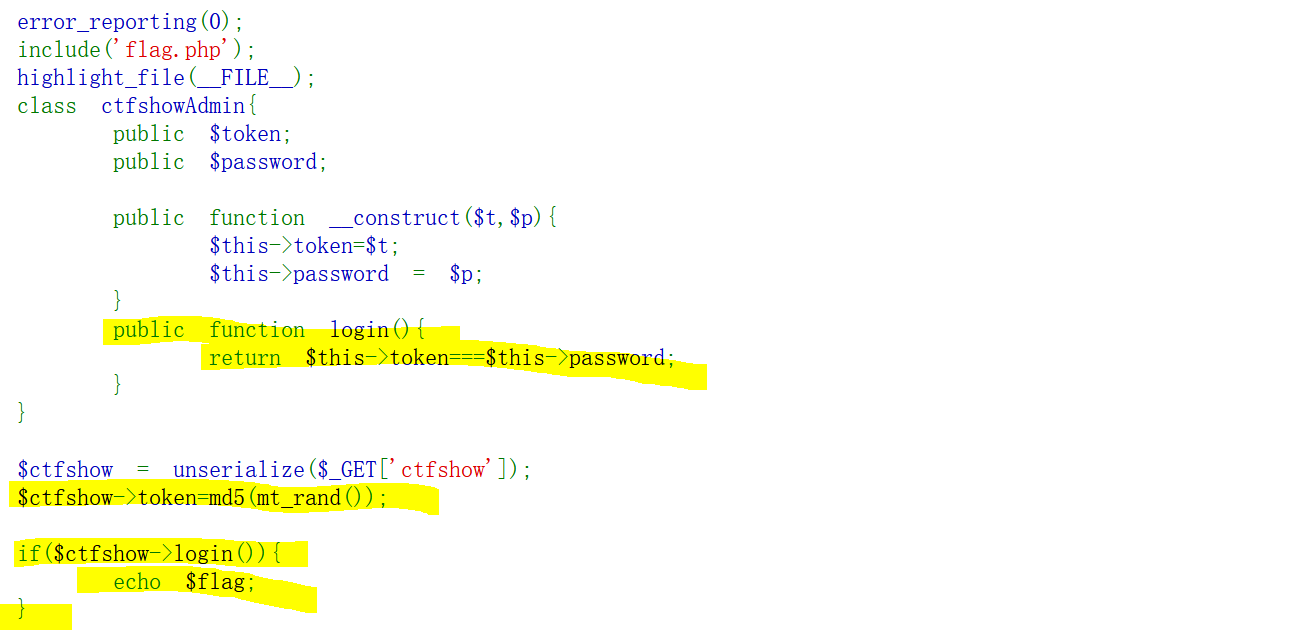 error_reporting(0);
include('flag.php');
highlight_file(__FILE__);
class ctfshowAdmin{
public $token;
public $password;
public function __construct($t,$p){
$this->token=$t;
$this->password = $p;
}
public function login(){
return $this->token===$this->password;
}
}
$ctfshow = unserialize($_GET['ctfshow']);
$ctfshow->token=md5(mt_rand());
if($ctfshow->login()){
echo $flag;
}